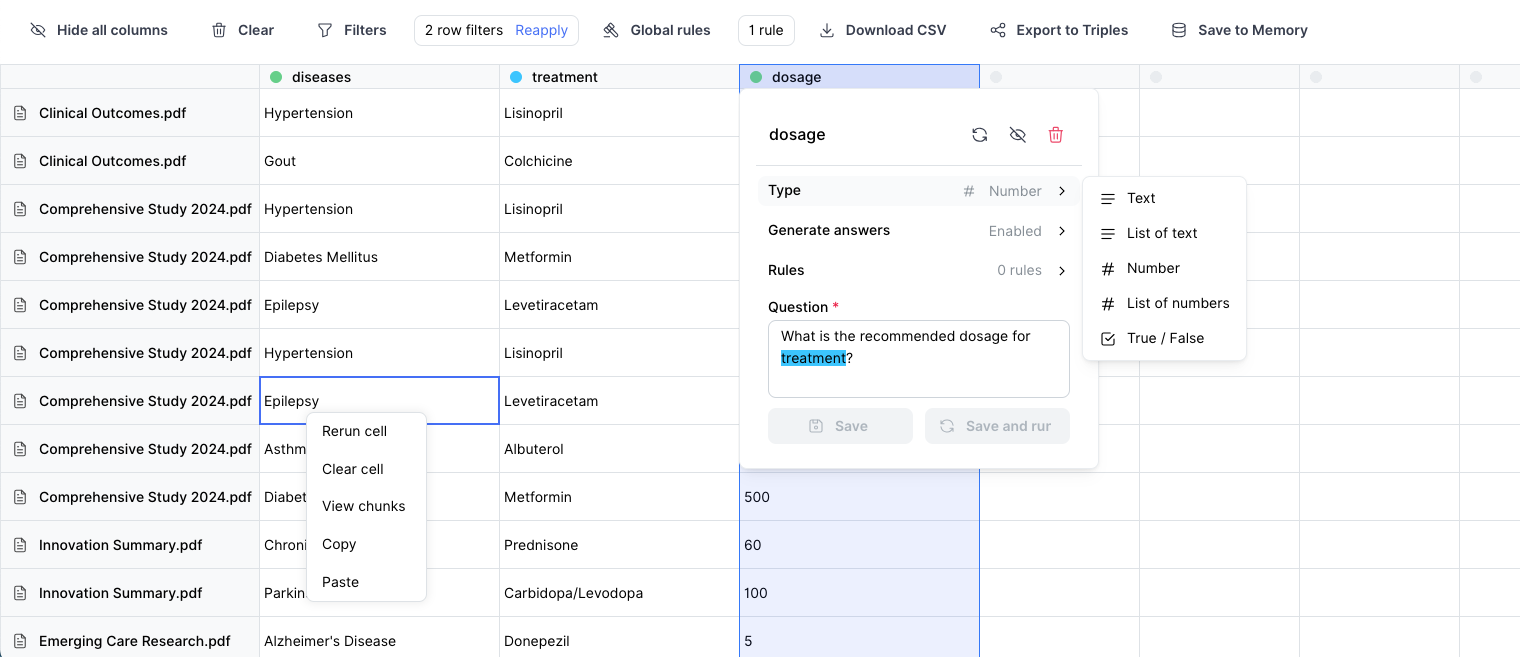 Hide all columns Clear Filters 2 row filters Reapply Global rules 1 rule Download CSV Export to Triples Save to Memory
diseases treatment dosage
Clinical Outcomes.pdf Hypertension Lisinopril
Clinical Outcomes.pdf Gout Colchicine
Comprehensive Study 2024.pdf Hypertension Lisinopril
Comprehensive Study 2024.pdf Diabetes Mellitus Metformin
Comprehensive Study 2024.pdf Epilepsy Levetiracetam
Comprehensive Study 2024.pdf Hypertension Lisinopril
Comprehensive Study 2024.pdf Epilepsy Levetiracetam
Comprehensive Study 2024.pdf Asthm Albuterol
Comprehensive Study 2024.pdf Diabet Metformin 500
Innovation Summary.pdf Chroni Prednisone 60
Innovation Summary.pdf Parkin Carbidopa/Levodopa 100
Emerging Care Research.pdf Alzheimer's Disease Donepezil 5
Rerun cell
Clear cell
View chunks
Copy
Paste
dosage
Type # Number
Generate answers Enabled
Rules 0 rules
Question *
What is the recommended dosage for
treatment?
Save Save and rur
Text
List of text
# Number
# List of numbers
True / False